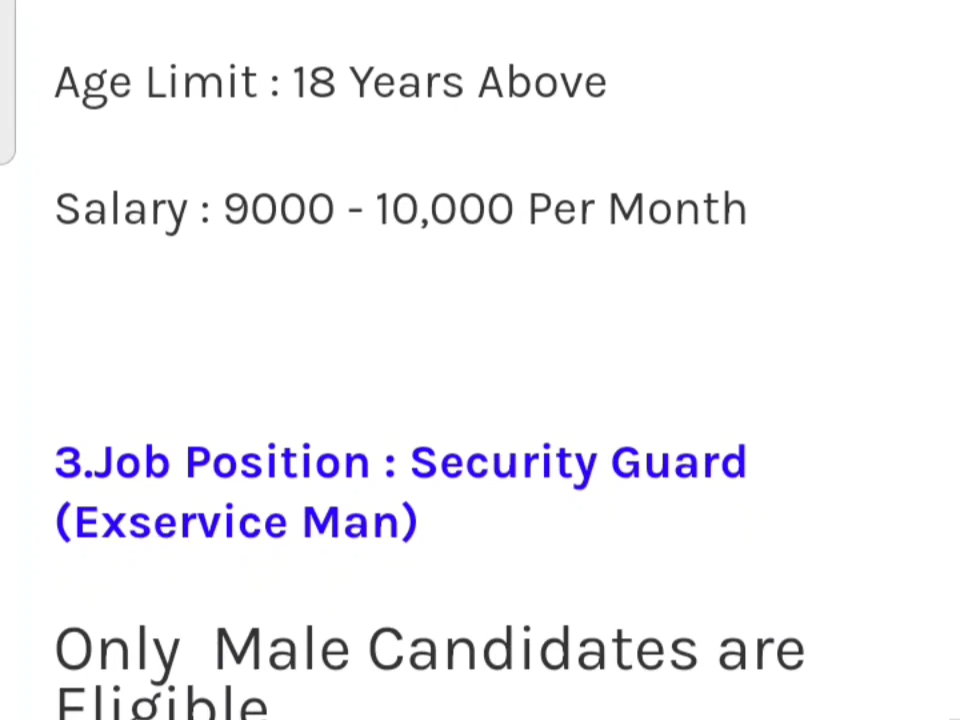 Age Limit : 18 Years Above
Salary : 9000 - 10,000 Per Month
3.Job Position : Security Guard
(Exservice Man)
Only  Male Candidates are
Eligible